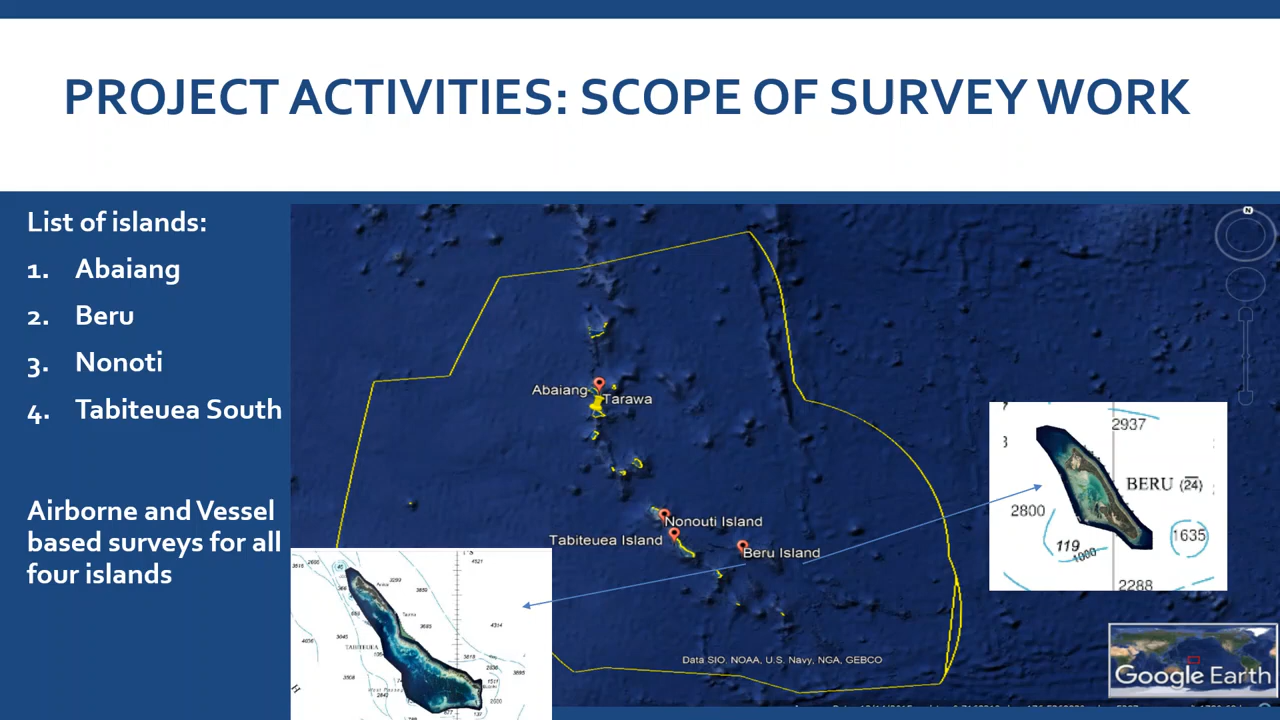 PROJECT ACTIVITIES: SCOPE OF SURVEY WORK
List of islands:
1. Abaiang
2. Beru
3. Nonoti
4. Tabiteuea South
Airborne and Vessel
based surveys for all
four islands
N
Abaiang
Tarawa
Nonouti Island
Tabiteuea Island
Beru Island
2937
BERU (24)
2800
119
1000
1635
2288
4521
4314
TABITEUEA
Data SIO, NOAA, U.S. Navy, NGA, GEBCO
Google Earth